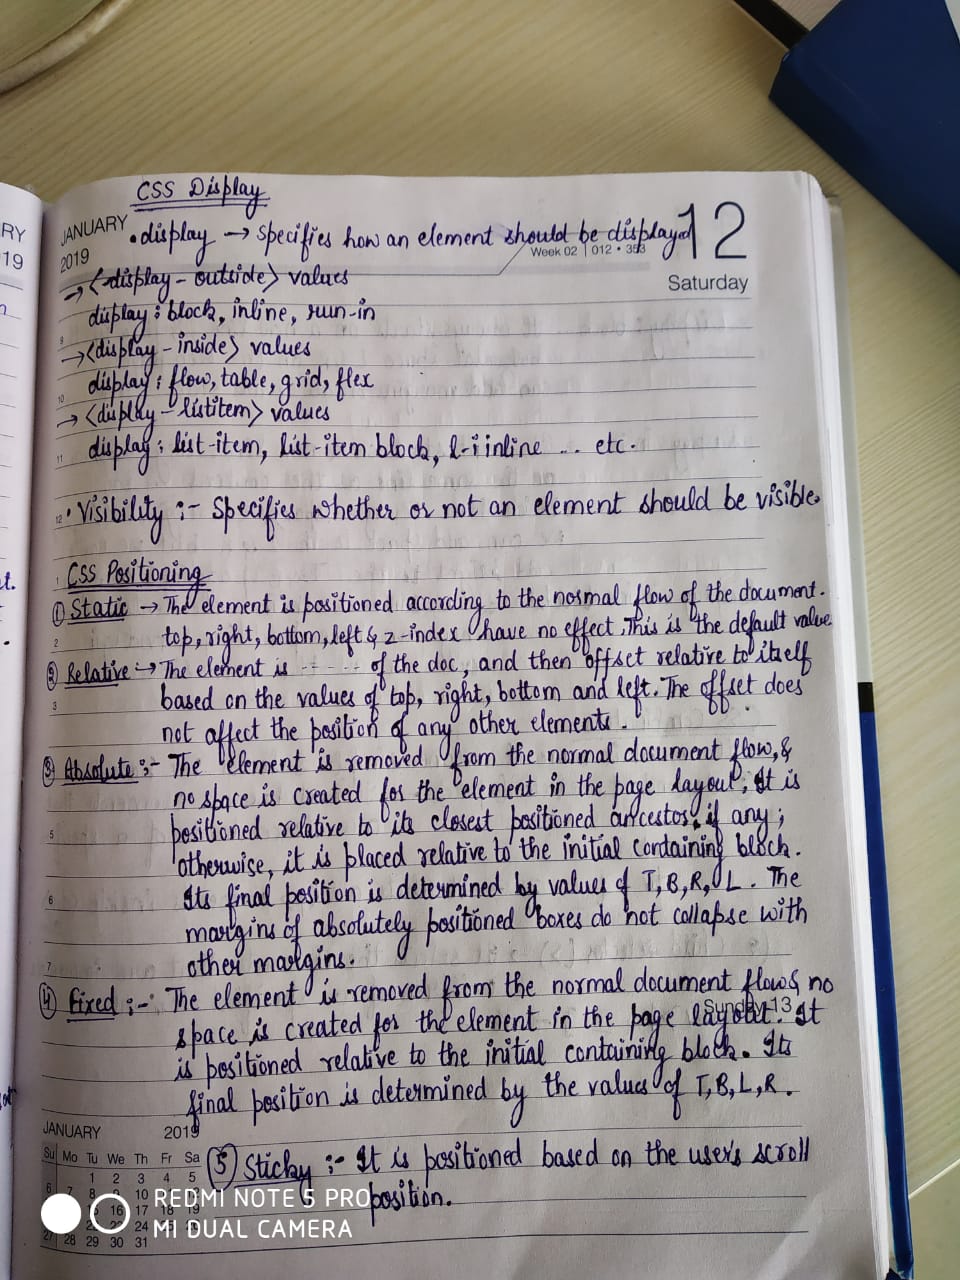 CSS Display
JANUARY
2019
12
. display → specifies how an element should be displayed
Week 02 | 012 • 353
Saturday
→ <display - outside> values
display : block, inline, run-in
→ <display - inside> values
display : flow, table, grid, flex
→ <display - listitem> values
display : list-item, list-item block, l-i inline ... etc.
• Visibility :- Specifies whether or not an element should be visible.
CSS Positioning
① Static → The element is positioned according to the normal flow of the document.
top, right, bottom, left & z-index have no effect. This is the default value
② Relative → The element is ------ of the doc, and then offset relative to itself
based on the values of top, right, bottom and left. The offset does
not affect the position of any other elements.
③ Absolute :- The element is removed from the normal document flow, &
no space is created for the element in the page layout; It is
positioned relative to its closest positioned ancestor, if any;
otherwise, it is placed relative to the initial containing block.
Its final position is determined by values of T, B, R, L. The
margins of absolutely positioned boxes do not collapse with
other margins.
④ Fixed :- The element is removed from the normal document flow & no
Sunday 13
space is created for the element in the page layout. It
is positioned relative to the initial containing block. Its
final position is determined by the values of T, B, L, R.
⑤ Sticky :- It is positioned based on the user's scroll
position.
JANUARY 2019
Su Mo Tu We Th Fr Sa
1 2 3 4 5
6 7 8 9 10
16 17 18 19
24
27 28 29 30 31
REDMI NOTE 5 PRO
MI DUAL CAMERA
RY
19